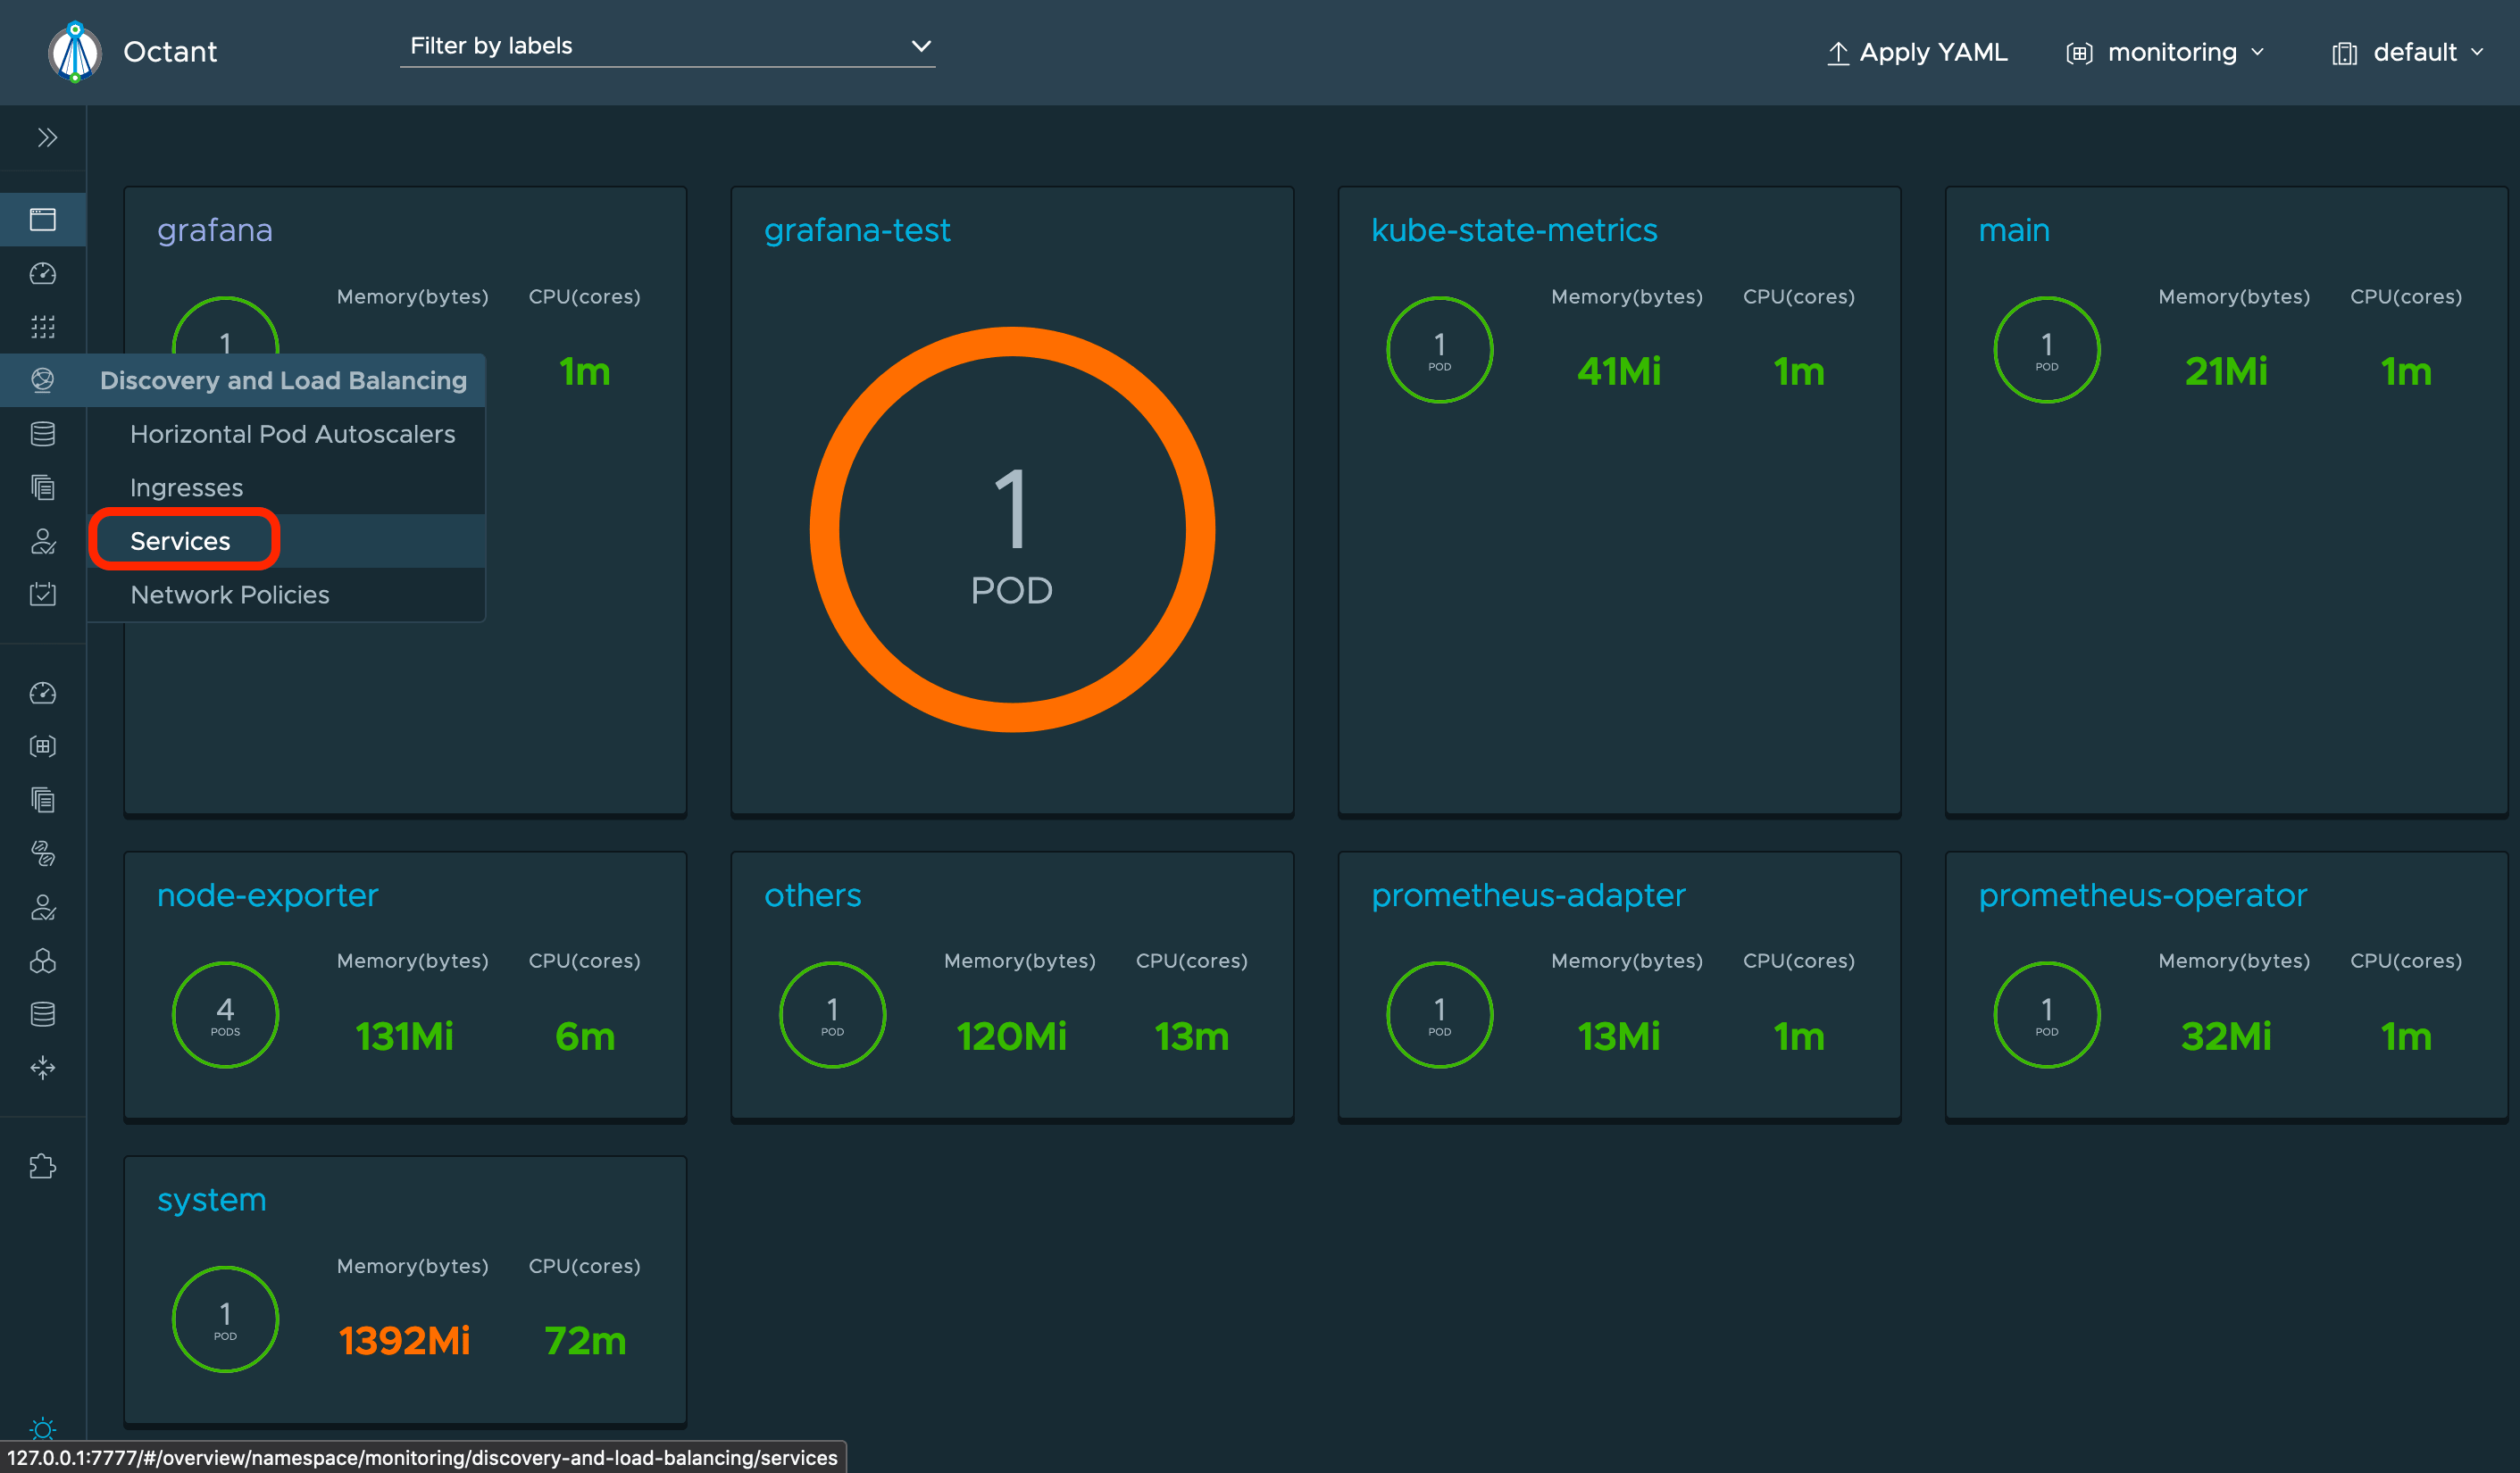 Octant
Filter by labels
Apply YAML
monitoring
default
grafana
Memory(bytes) CPU(cores)
1
1m
grafana-test
1
POD
kube-state-metrics
Memory(bytes) CPU(cores)
1
POD
41Mi 1m
main
Memory(bytes) CPU(cores)
1
POD
21Mi 1m
Discovery and Load Balancing
Horizontal Pod Autoscalers
Ingresses
Services
Network Policies
node-exporter
Memory(bytes) CPU(cores)
4
PODS
131Mi 6m
others
Memory(bytes) CPU(cores)
1
POD
120Mi 13m
prometheus-adapter
Memory(bytes) CPU(cores)
1
POD
13Mi 1m
prometheus-operator
Memory(bytes) CPU(cores)
1
POD
32Mi 1m
system
Memory(bytes) CPU(cores)
1
POD
1392Mi 72m
127.0.0.1:7777/#/overview/namespace/monitoring/discovery-and-load-balancing/services